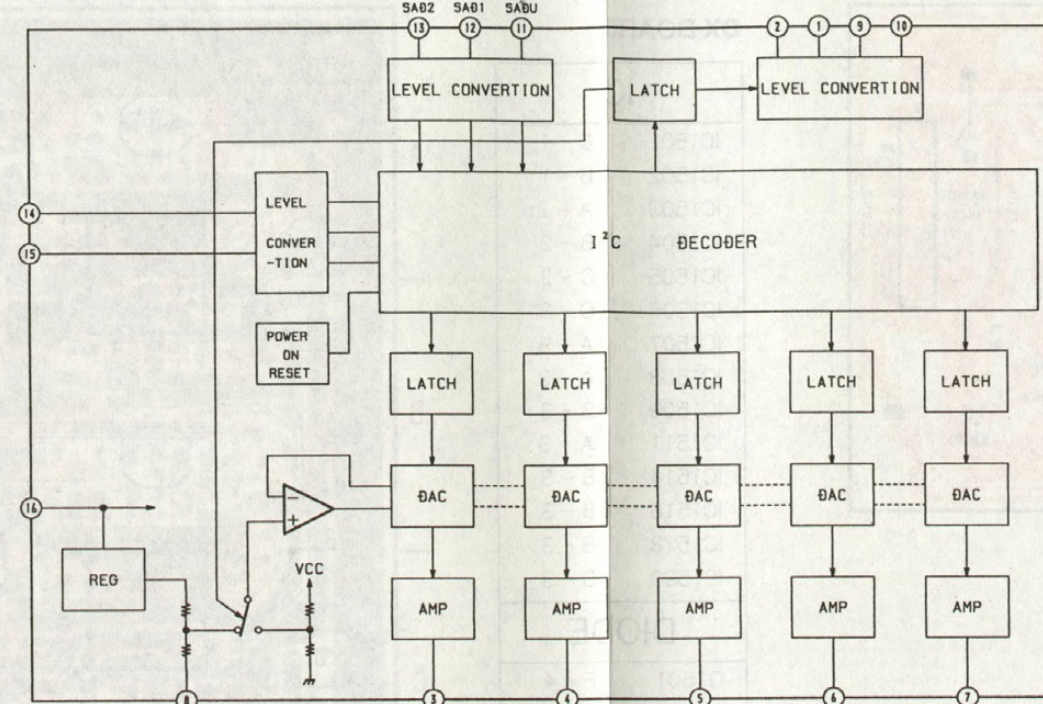 SAD2 SAD1 SADU
13 12 11 2 1 9 10
LEVEL CONVERTION
LATCH
LEVEL CONVERTION
14
15
LEVEL
CONVER
-TION
I²C DECODER
POWER
ON
RESET
LATCH LATCH LATCH LATCH LATCH
16
−
+
DAC DAC DAC DAC DAC
REG
VCC
AMP AMP AMP AMP AMP
8 3 4 5 6 7